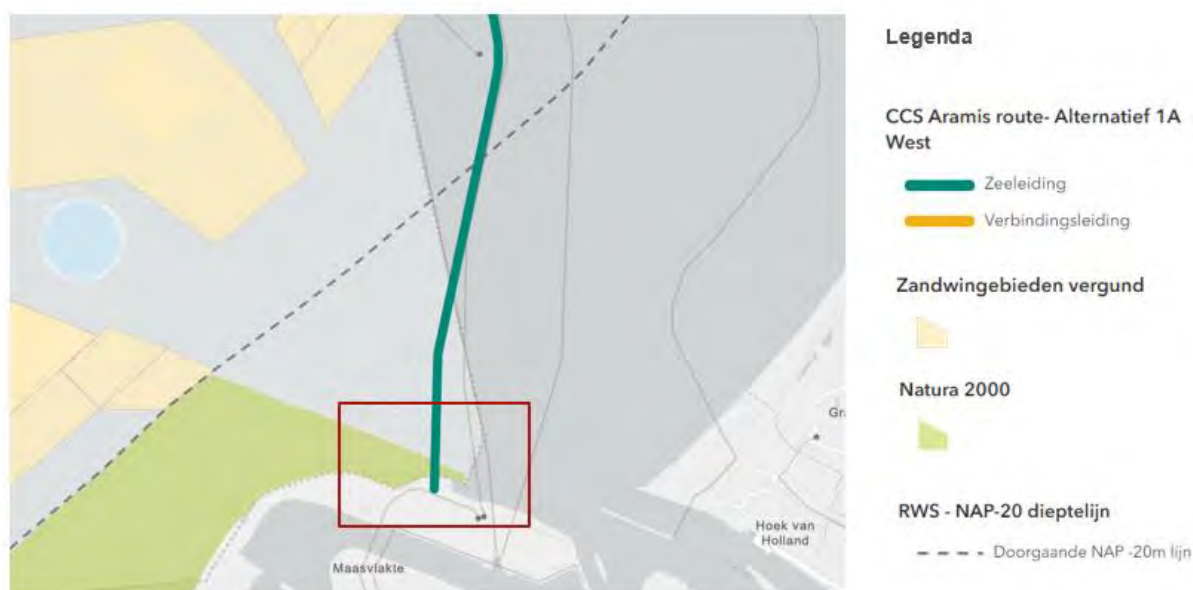 Legenda
CCS Aramis route- Alternatief 1A
West
Zeeleiding
Verbindingsleiding
Zandwingebieden vergund
Natura 2000
RWS - NAP-20 dieptelijn
Doorgaande NAP -20m lijn
Gr
Hoek van
Holland
Maasvlakte